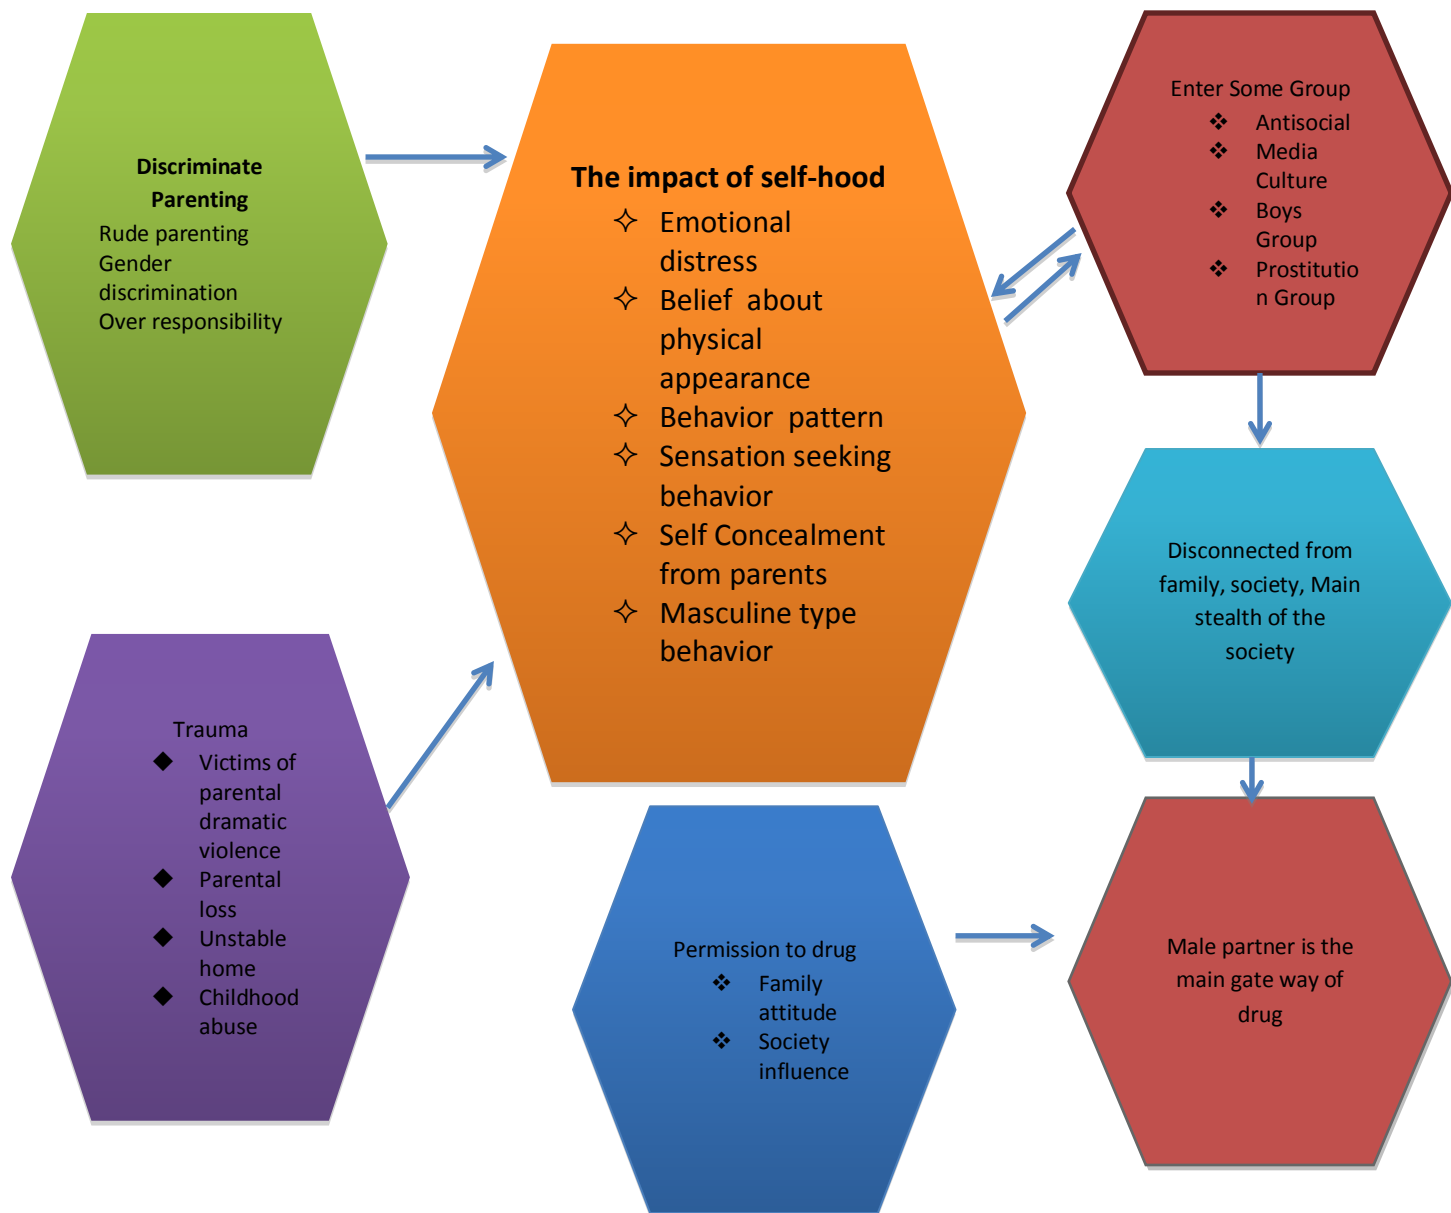 Discriminate
Parenting
Rude parenting
Gender
discrimination
Over responsibility
The impact of self-hood
✧ Emotional
distress
✧ Belief about
physical
appearance
✧ Behavior pattern
✧ Sensation seeking
behavior
✧ Self Concealment
from parents
✧ Masculine type
behavior
Enter Some Group
❖ Antisocial
❖ Media
Culture
❖ Boys
Group
❖ Prostitutio
n Group
Disconnected from
family, society, Main
stealth of the
society
Trauma
◆ Victims of
parental
dramatic
violence
◆ Parental
loss
◆ Unstable
home
◆ Childhood
abuse
Permission to drug
❖ Family
attitude
❖ Society
influence
Male partner is the
main gate way of
drug